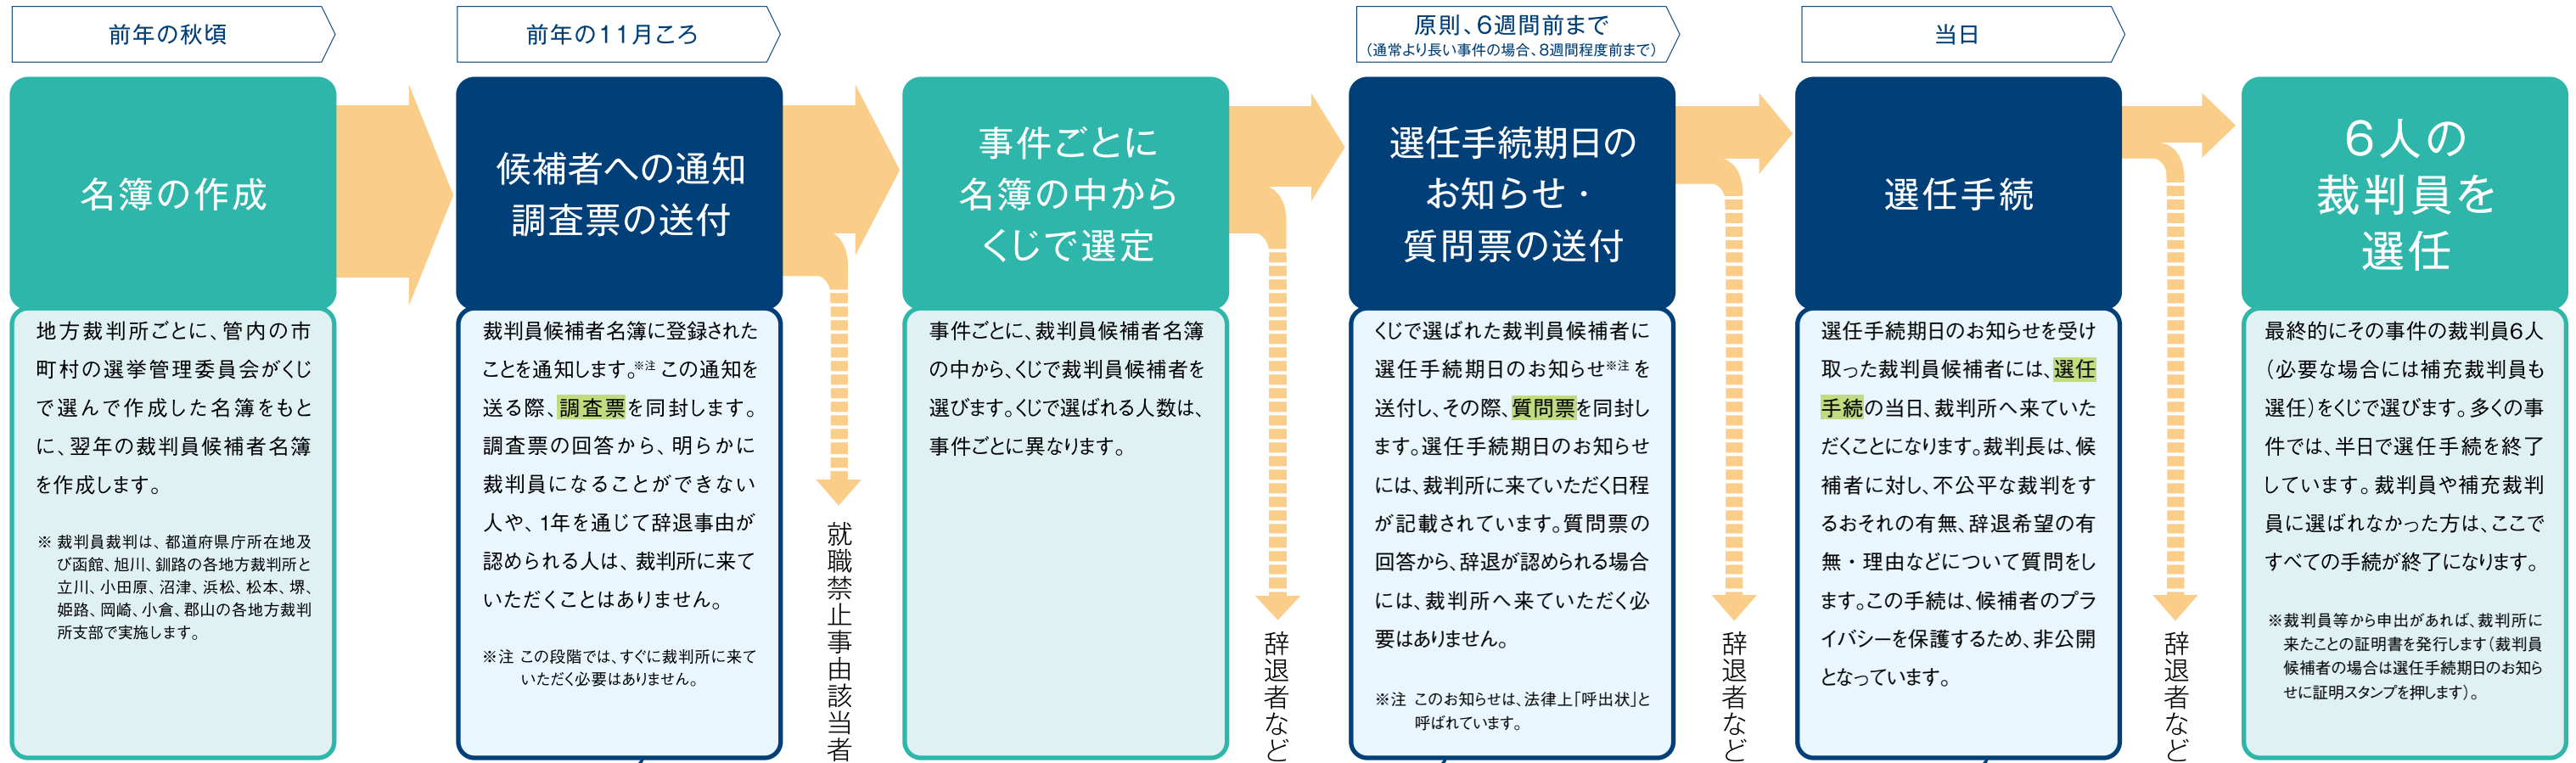 前年の秋頃
名簿の作成
地方裁判所ごとに、管内の市
町村の選挙管理委員会がくじ
で選んで作成した名簿をもと
に、翌年の裁判員候補者名簿
を作成します。
※ 裁判員裁判は、都道府県庁所在地及
び函館、旭川、釧路の各地方裁判所と
立川、小田原、沼津、浜松、松本、堺、
姫路、岡崎、小倉、郡山の各地方裁判
所支部で実施します。
前年の11月ころ
候補者への通知
調査票の送付
裁判員候補者名簿に登録された
ことを通知します。※注 この通知を
送る際、調査票を同封します。
調査票の回答から、明らかに
裁判員になることができない
人や、1年を通じて辞退事由が
認められる人は、裁判所に来て
いただくことはありません。
※注 この段階では、すぐに裁判所に来て
いただく必要はありません。
就職禁止事由該当者
事件ごとに
名簿の中から
くじで選定
事件ごとに、裁判員候補者名簿
の中から、くじで裁判員候補者を
選びます。くじで選ばれる人数は、
事件ごとに異なります。
辞退者など
原則、6週間前まで
（通常より長い事件の場合、8週間程度前まで）
選任手続期日の
お知らせ・
質問票の送付
くじで選ばれた裁判員候補者に
選任手続期日のお知らせ※注 を
送付し、その際、質問票を同封し
ます。選任手続期日のお知らせ
には、裁判所に来ていただく日程
が記載されています。質問票の
回答から、辞退が認められる場合
には、裁判所へ来ていただく必
要はありません。
※注 このお知らせは、法律上「呼出状」と
呼ばれています。
辞退者など
当日
選任手続
選任手続期日のお知らせを受け
取った裁判員候補者には、選任
手続の当日、裁判所へ来ていた
だくことになります。裁判長は、候
補者に対し、不公平な裁判をす
るおそれの有無、辞退希望の有
無・理由などについて質問をし
ます。この手続は、候補者のプラ
イバシーを保護するため、非公開
となっています。
辞退者など
6人の
裁判員を
選任
最終的にその事件の裁判員6人
（必要な場合には補充裁判員も
選任）をくじで選びます。多くの事
件では、半日で選任手続を終了
しています。裁判員や補充裁判
員に選ばれなかった方は、ここで
すべての手続が終了になります。
※裁判員等から申出があれば、裁判所に
来たことの証明書を発行します（裁判員
候補者の場合は選任手続期日のお知ら
せに証明スタンプを押します）。